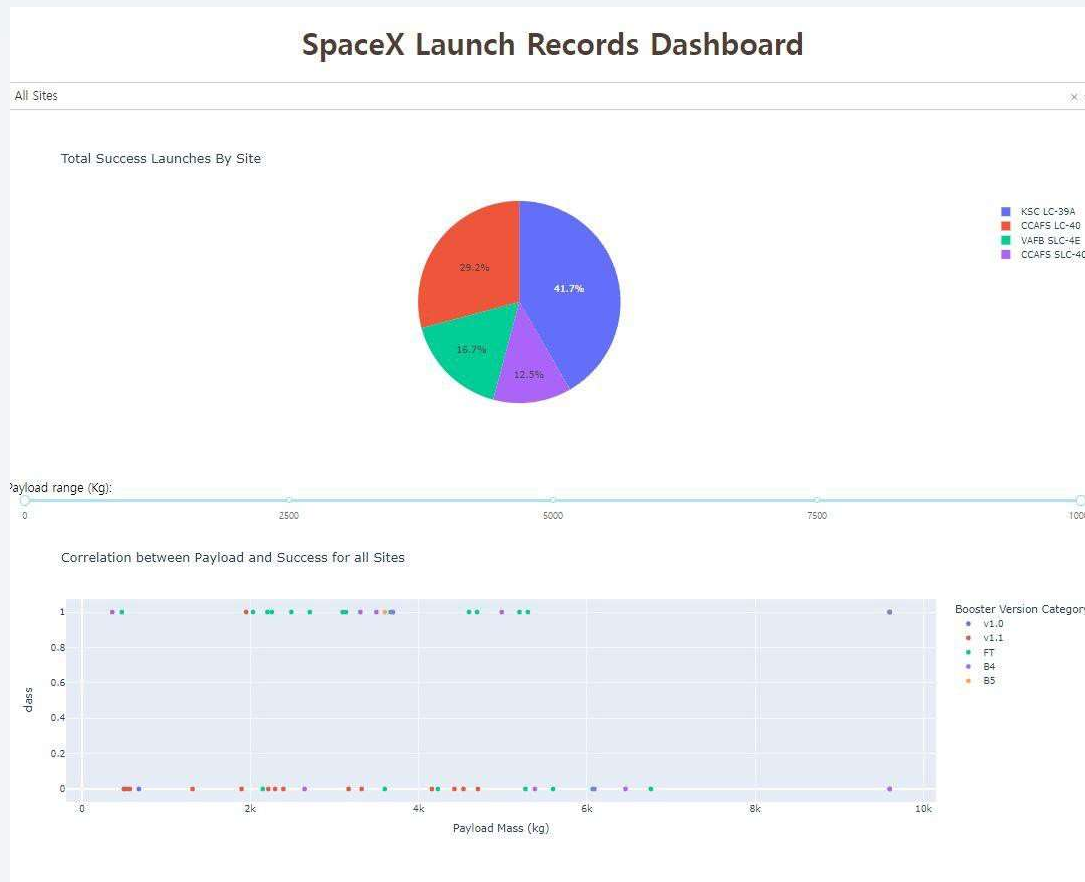 SpaceX Launch Records Dashboard
All Sites
×
Total Success Launches By Site
KSC LC-39A
CCAFS LC-40
VAFB SLC-4E
CCAFS SLC-40
29.2%
41.7%
16.7%
12.5%
Payload range (Kg):
0 2500 5000 7500 1000
Correlation between Payload and Success for all Sites
Booster Version Category
v1.0
v1.1
FT
B4
B5
class
1
0.8
0.6
0.4
0.2
0
0 2k 4k 6k 8k 10k
Payload Mass (kg)